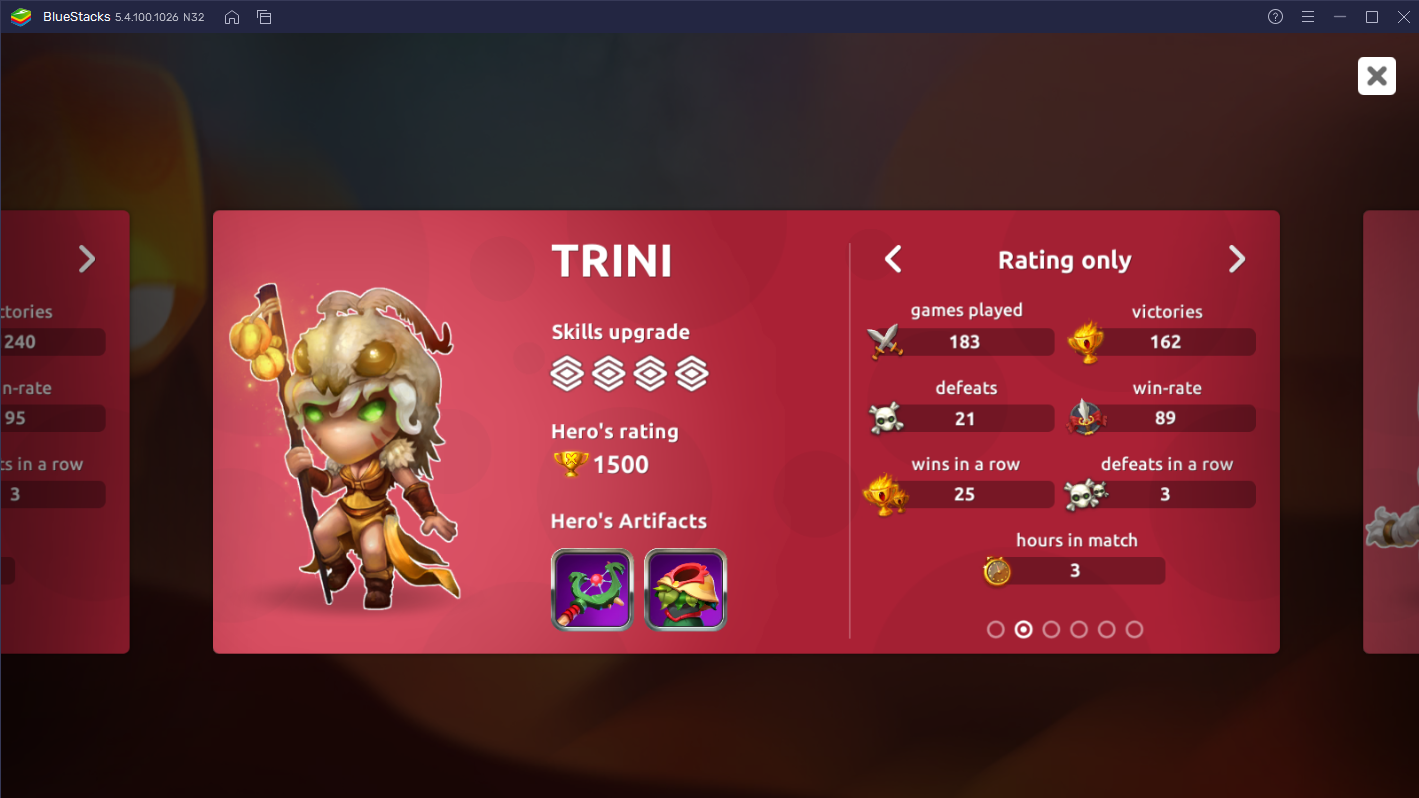 BlueStacks 5.4.100.1026 N32
ctories
240
n-rate
95
ts in a row
3
TRINI
Skills upgrade
Hero's rating
1500
Hero's Artifacts
Rating only
games played
victories
183
162
defeats
win-rate
21
89
wins in a row
defeats in a row
25
3
hours in match
3